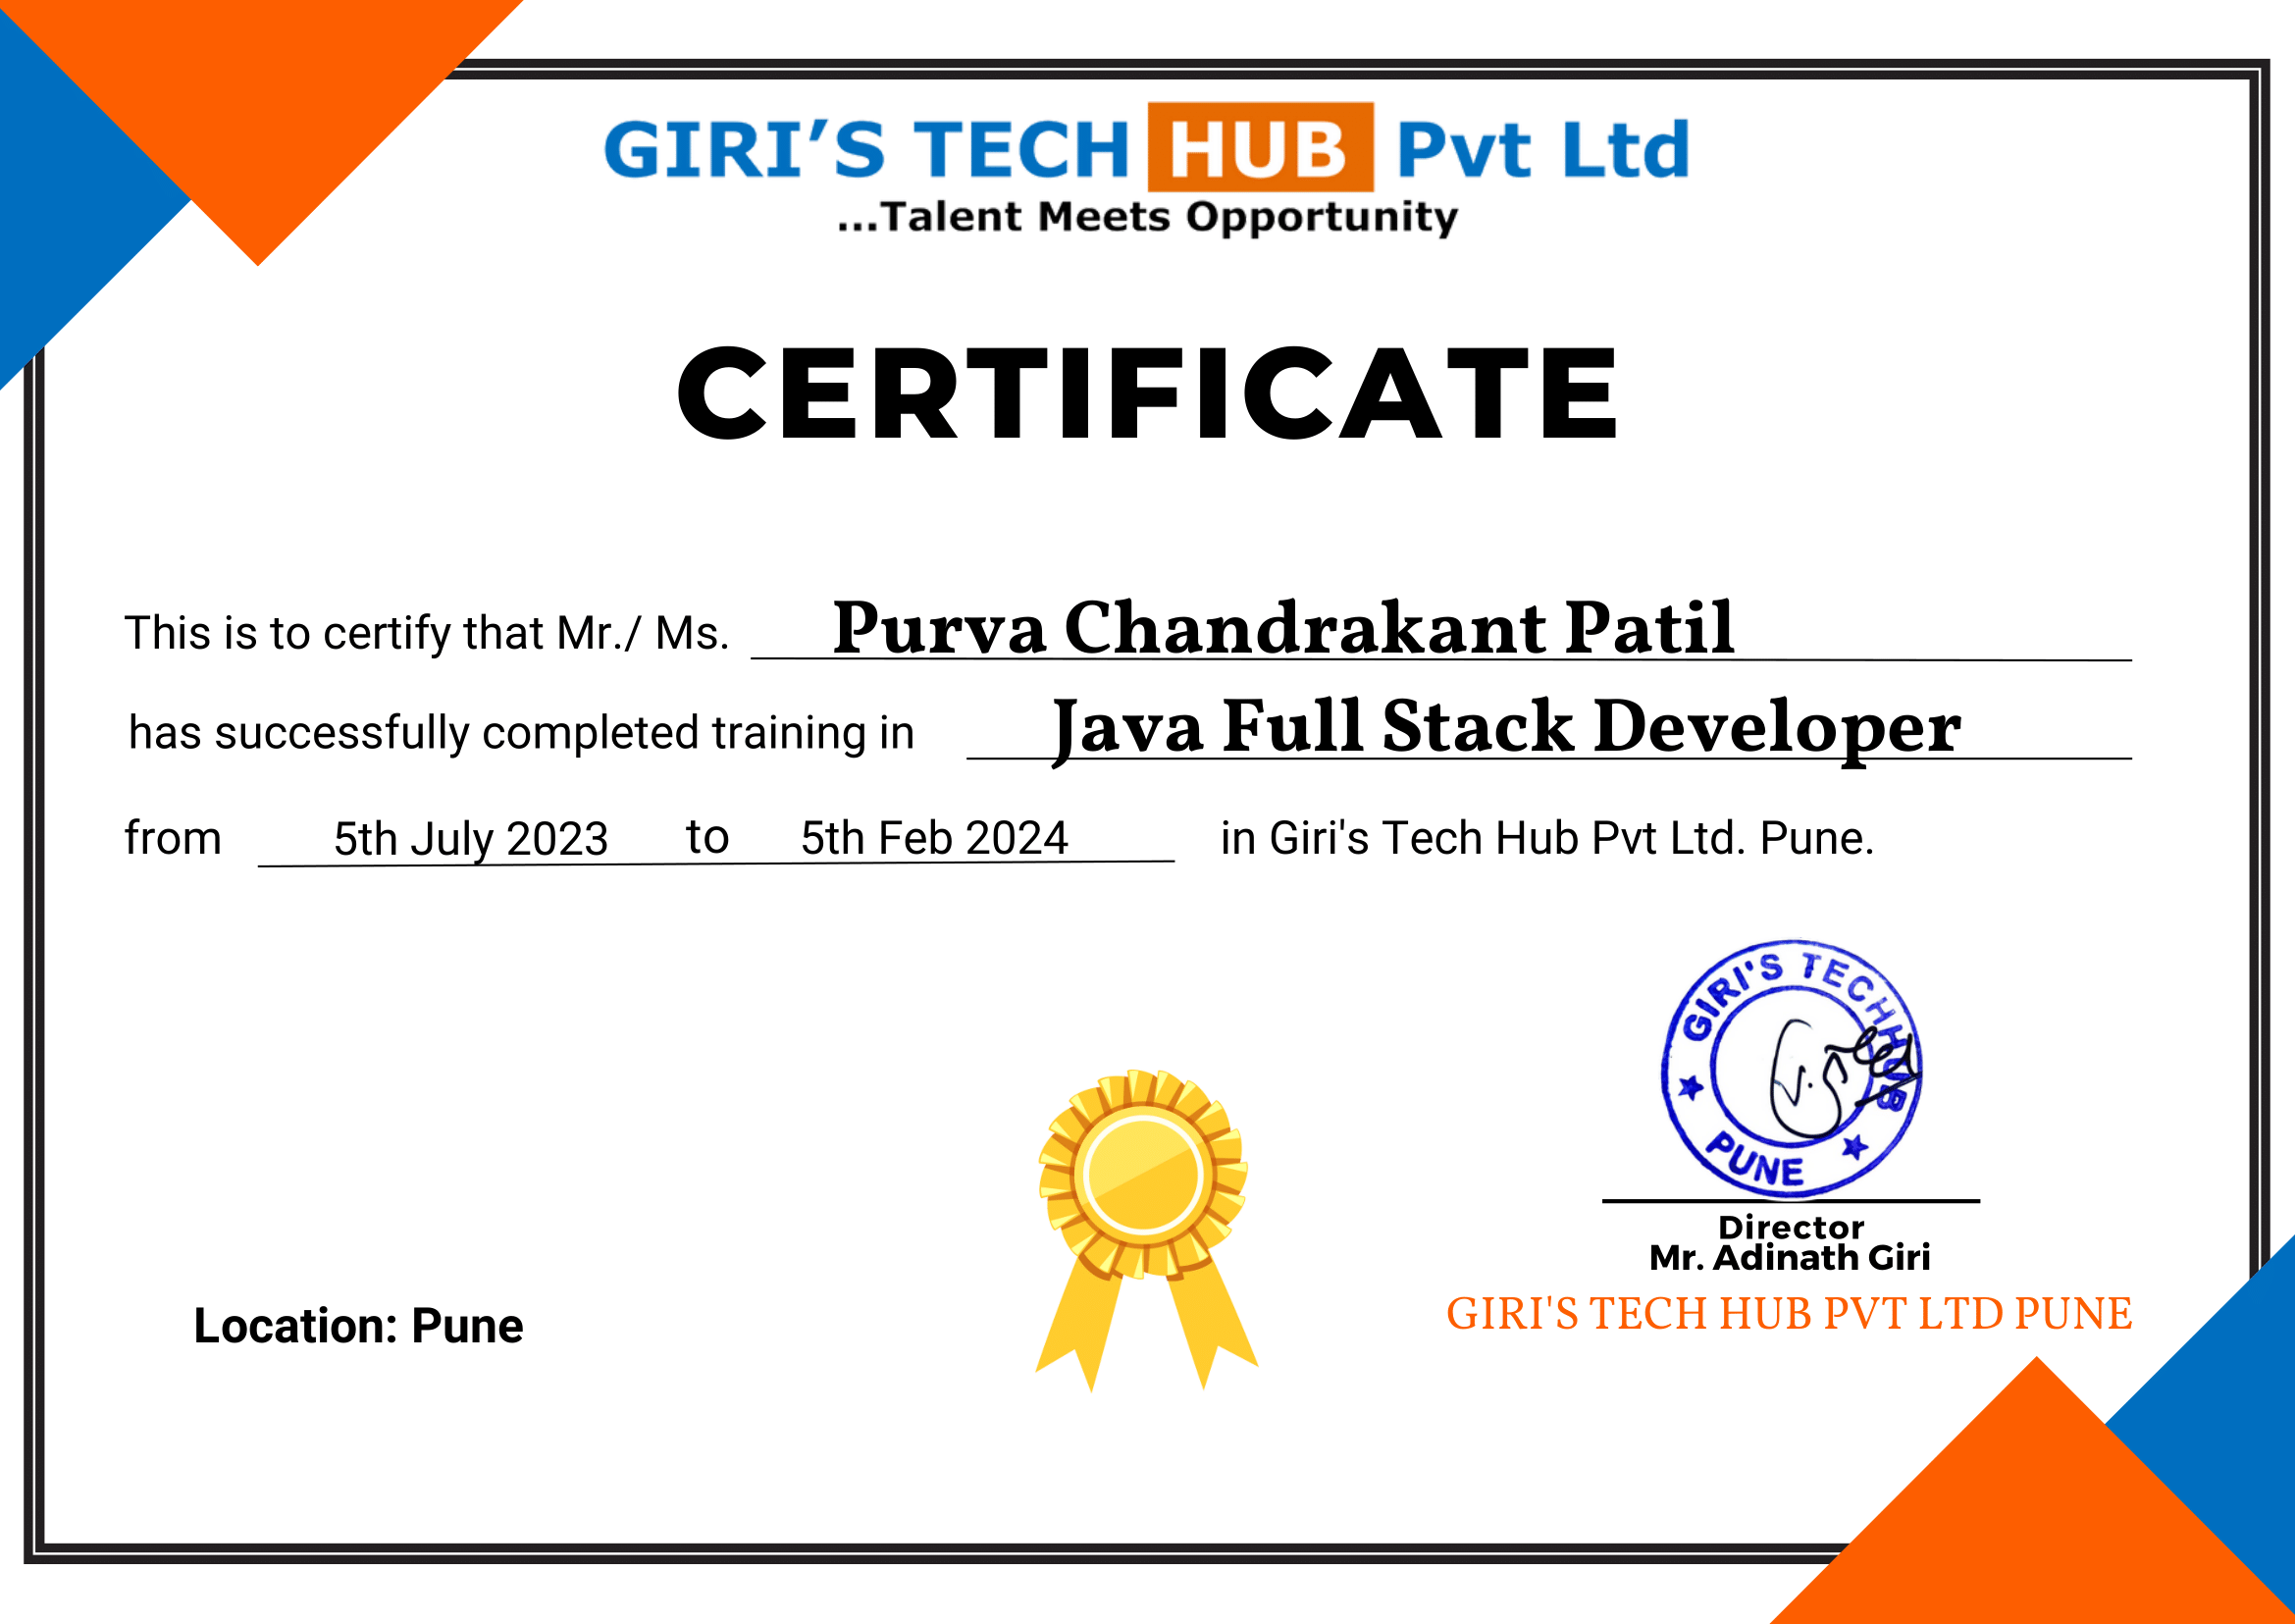 GIRI’S TECH HUB Pvt Ltd
...Talent Meets Opportunity
CERTIFICATE
This is to certify that Mr./ Ms. Purva Chandrakant Patil
has successfully completed training in Java Full Stack Developer
from 5th July 2023 to 5th Feb 2024 in Giri's Tech Hub Pvt Ltd. Pune.
GIRI'S TECH HUB
PUNE
Director
Mr. Adinath Giri
GIRI'S TECH HUB PVT LTD PUNE
Location: Pune